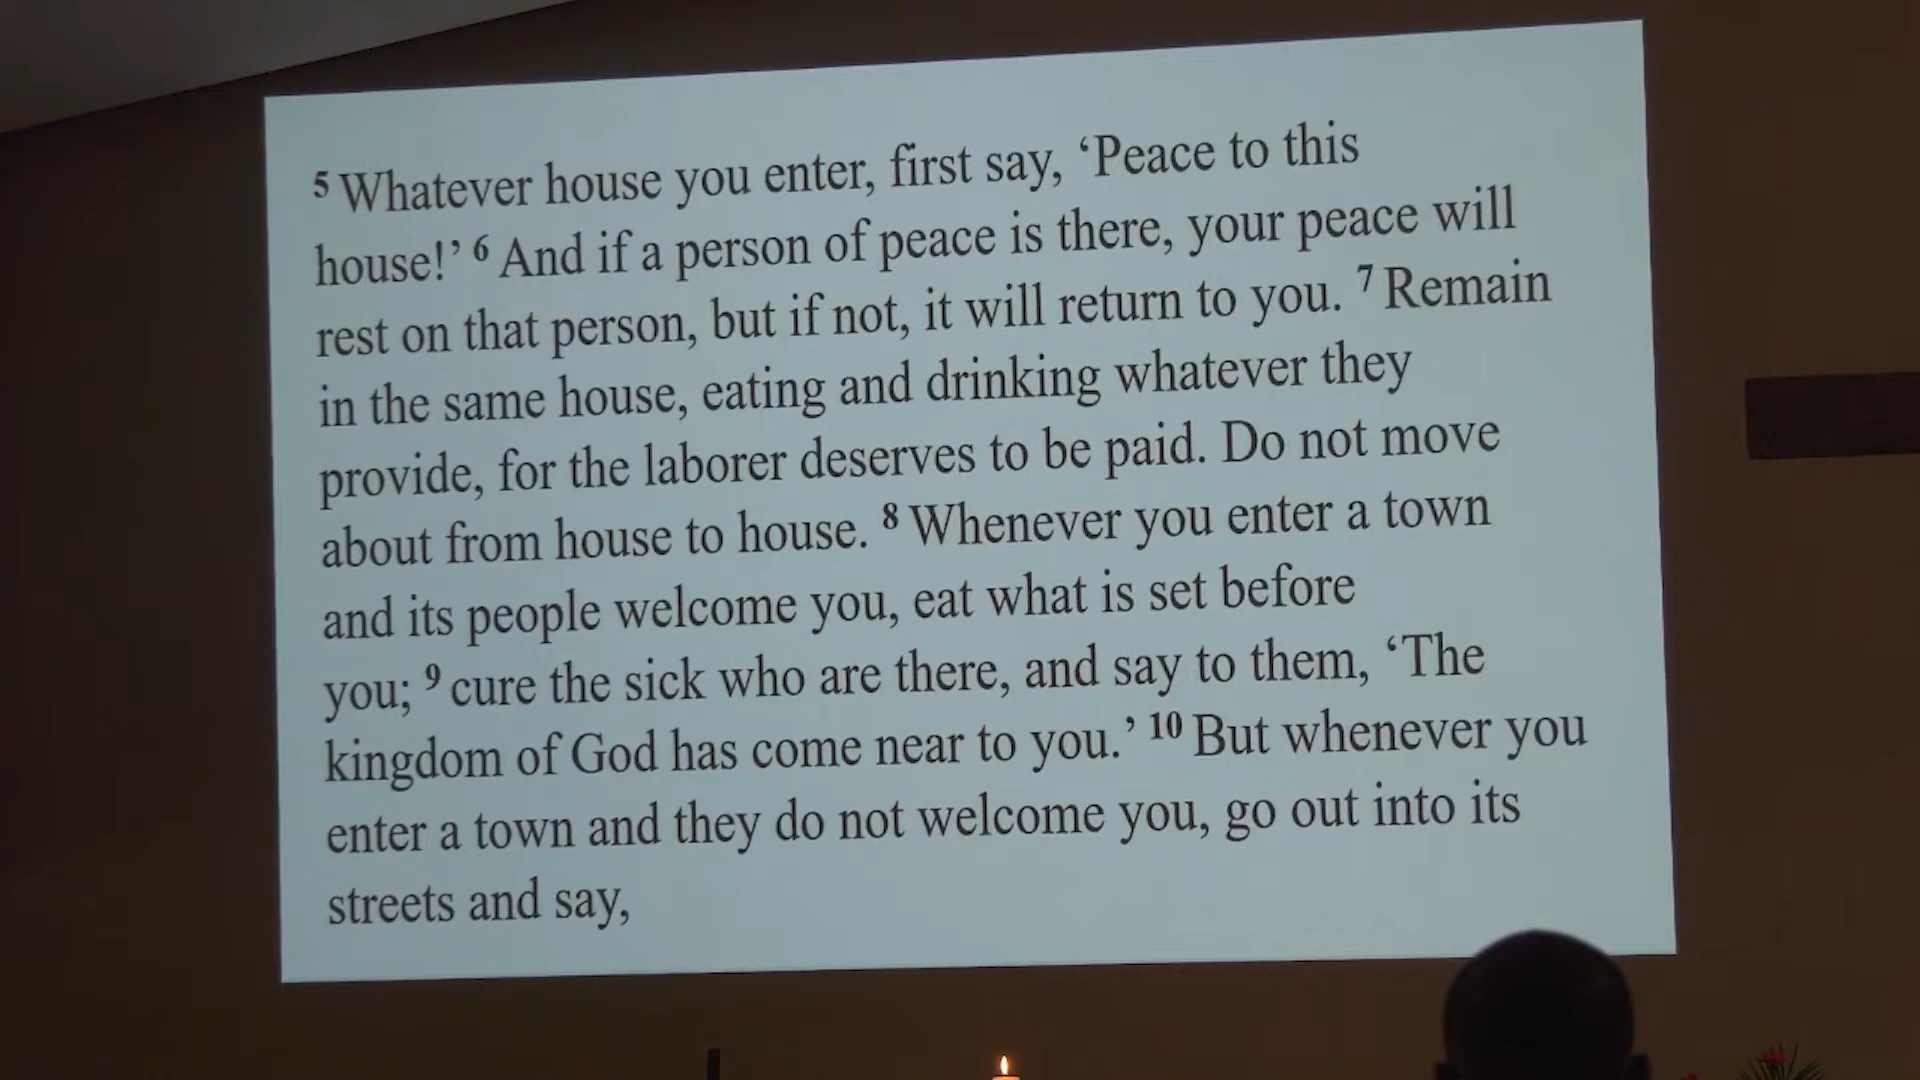 5 Whatever house you enter, first say, ‘Peace to this
house!’ 6 And if a person of peace is there, your peace will
rest on that person, but if not, it will return to you. 7 Remain
in the same house, eating and drinking whatever they
provide, for the laborer deserves to be paid. Do not move
about from house to house. 8 Whenever you enter a town
and its people welcome you, eat what is set before
you; 9 cure the sick who are there, and say to them, ‘The
kingdom of God has come near to you.’ 10 But whenever you
enter a town and they do not welcome you, go out into its
streets and say,